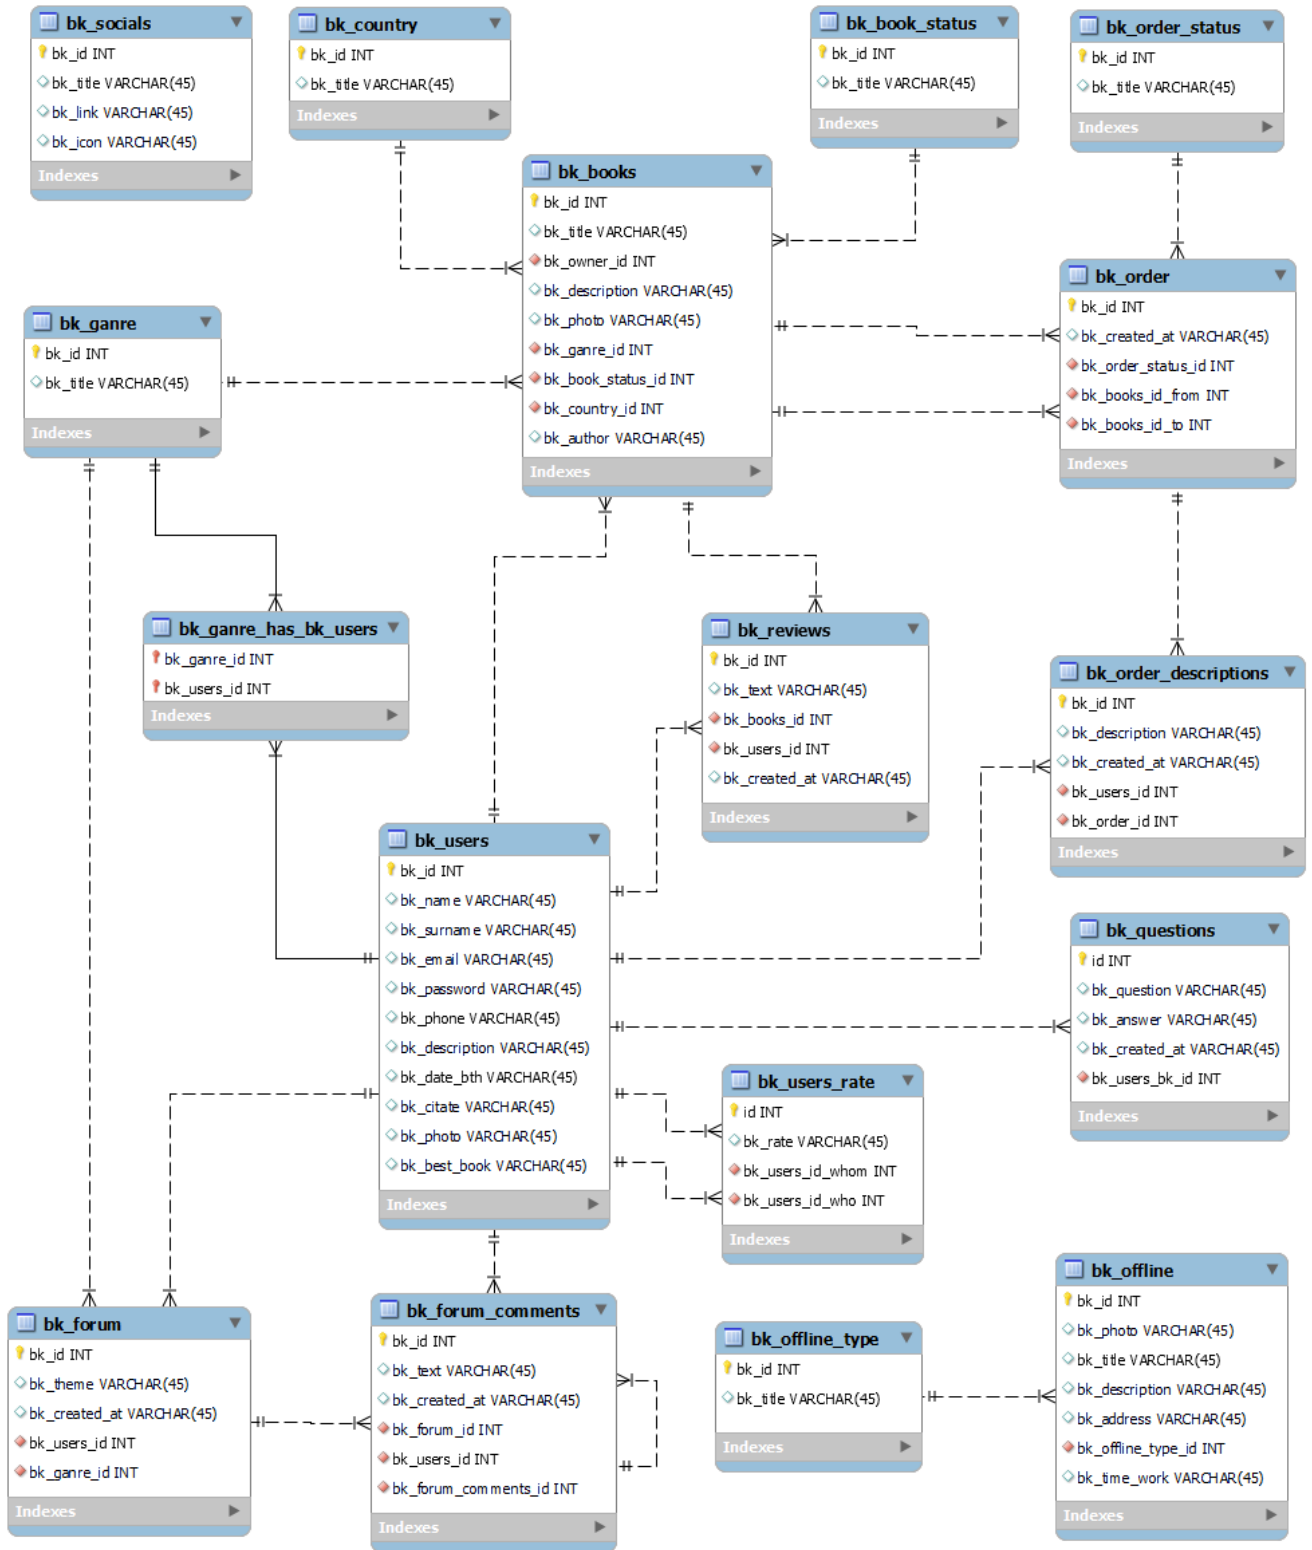 bk_socials
bk_id INT
bk_title VARCHAR(45)
bk_link VARCHAR(45)
bk_icon VARCHAR(45)
Indexes
bk_country
bk_id INT
bk_title VARCHAR(45)
Indexes
bk_book_status
bk_id INT
bk_title VARCHAR(45)
Indexes
bk_order_status
bk_id INT
bk_title VARCHAR(45)
Indexes
bk_books
bk_id INT
bk_title VARCHAR(45)
bk_owner_id INT
bk_description VARCHAR(45)
bk_photo VARCHAR(45)
bk_ganre_id INT
bk_book_status_id INT
bk_country_id INT
bk_author VARCHAR(45)
Indexes
bk_order
bk_id INT
bk_created_at VARCHAR(45)
bk_order_status_id INT
bk_books_id_from INT
bk_books_id_to INT
Indexes
bk_ganre
bk_id INT
bk_title VARCHAR(45)
Indexes
bk_ganre_has_bk_users
bk_ganre_id INT
bk_users_id INT
Indexes
bk_reviews
bk_id INT
bk_text VARCHAR(45)
bk_books_id INT
bk_users_id INT
bk_created_at VARCHAR(45)
Indexes
bk_order_descriptions
bk_id INT
bk_description VARCHAR(45)
bk_created_at VARCHAR(45)
bk_users_id INT
bk_order_id INT
Indexes
bk_users
bk_id INT
bk_name VARCHAR(45)
bk_surname VARCHAR(45)
bk_email VARCHAR(45)
bk_password VARCHAR(45)
bk_phone VARCHAR(45)
bk_description VARCHAR(45)
bk_date_bth VARCHAR(45)
bk_citate VARCHAR(45)
bk_photo VARCHAR(45)
bk_best_book VARCHAR(45)
Indexes
bk_questions
id INT
bk_question VARCHAR(45)
bk_answer VARCHAR(45)
bk_created_at VARCHAR(45)
bk_users_bk_id INT
Indexes
bk_users_rate
id INT
bk_rate VARCHAR(45)
bk_users_id_whom INT
bk_users_id_who INT
Indexes
bk_forum
bk_id INT
bk_theme VARCHAR(45)
bk_created_at VARCHAR(45)
bk_users_id INT
bk_ganre_id INT
Indexes
bk_forum_comments
bk_id INT
bk_text VARCHAR(45)
bk_created_at VARCHAR(45)
bk_forum_id INT
bk_users_id INT
bk_forum_comments_id INT
Indexes
bk_offline_type
bk_id INT
bk_title VARCHAR(45)
Indexes
bk_offline
bk_id INT
bk_photo VARCHAR(45)
bk_title VARCHAR(45)
bk_description VARCHAR(45)
bk_address VARCHAR(45)
bk_offline_type_id INT
bk_time_work VARCHAR(45)
Indexes